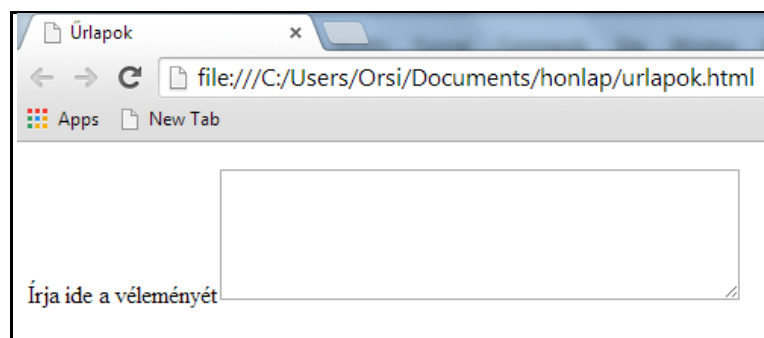 Űrlapok
file:///C:/Users/Orsi/Documents/honlap/urlapok.html
Apps New Tab
Írja ide a véleményét